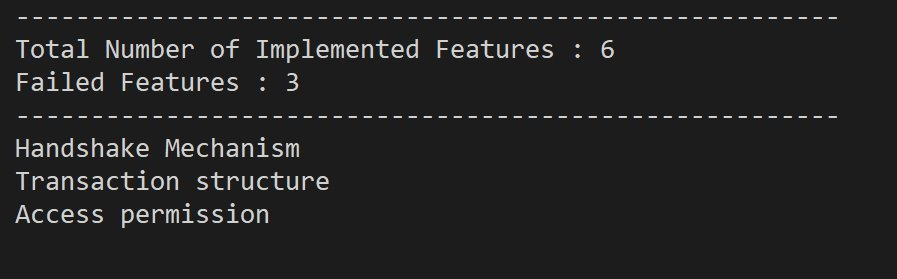 -------------------------------------------------------
Total Number of Implemented Features : 6
Failed Features : 3
-------------------------------------------------------
Handshake Mechanism
Transaction structure
Access permission